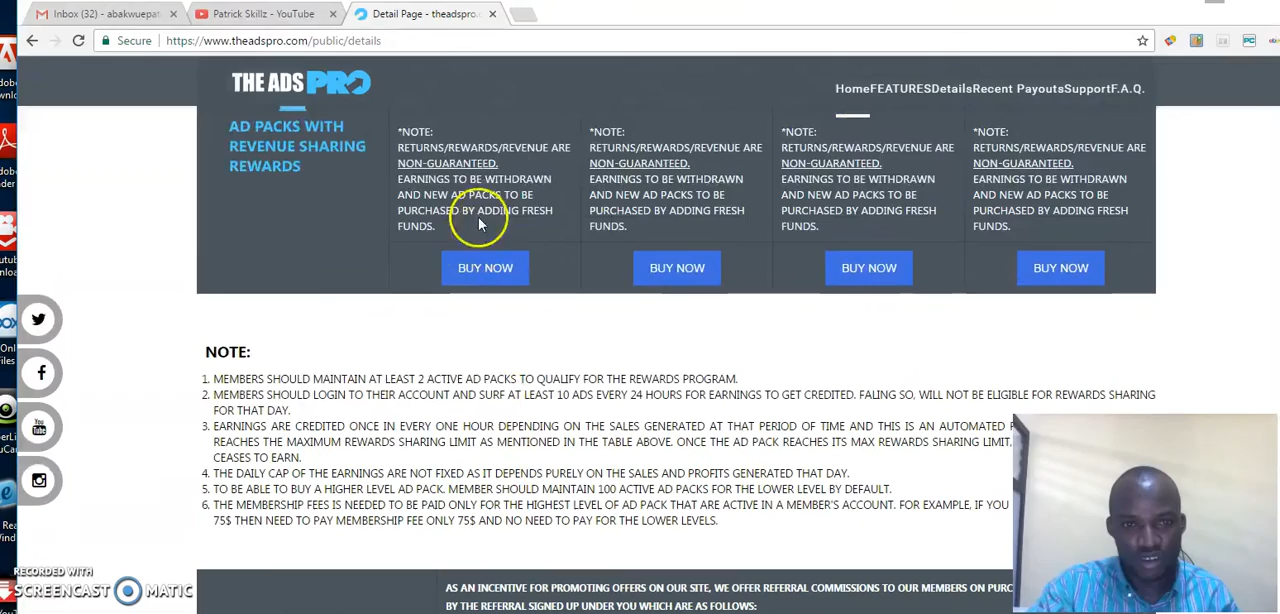 Inbox (32) - abakwuepat
Patrick Skillz - YouTube
Detail Page - theadspro.
Secure
https://www.theadspro.com/public/details
THE ADS PRO
HomeFEATURESDetailsRecent PayoutsSupportF.A.Q.
AD PACKS WITH
REVENUE SHARING
REWARDS
*NOTE:
RETURNS/REWARDS/REVENUE ARE
NON-GUARANTEED.
EARNINGS TO BE WITHDRAWN
AND NEW AD PACKS TO BE
PURCHASED BY ADDING FRESH
FUNDS.
BUY NOW
*NOTE:
RETURNS/REWARDS/REVENUE ARE
NON-GUARANTEED.
EARNINGS TO BE WITHDRAWN
AND NEW AD PACKS TO BE
PURCHASED BY ADDING FRESH
FUNDS.
BUY NOW
*NOTE:
RETURNS/REWARDS/REVENUE ARE
NON-GUARANTEED.
EARNINGS TO BE WITHDRAWN
AND NEW AD PACKS TO BE
PURCHASED BY ADDING FRESH
FUNDS.
BUY NOW
*NOTE:
RETURNS/REWARDS/REVENUE ARE
NON-GUARANTEED.
EARNINGS TO BE WITHDRAWN
AND NEW AD PACKS TO BE
PURCHASED BY ADDING FRESH
FUNDS.
BUY NOW
NOTE:
1. MEMBERS SHOULD MAINTAIN AT LEAST 2 ACTIVE AD PACKS TO QUALIFY FOR THE REWARDS PROGRAM.
2. MEMBERS SHOULD LOGIN TO THEIR ACCOUNT AND SURF AT LEAST 10 ADS EVERY 24 HOURS FOR EARNINGS TO GET CREDITED. FALING SO, WILL NOT BE ELIGIBLE FOR REWARDS SHARING
FOR THAT DAY.
3. EARNINGS ARE CREDITED ONCE IN EVERY ONE HOUR DEPENDING ON THE SALES GENERATED AT THAT PERIOD OF TIME AND THIS IS AN AUTOMATED
REACHES THE MAXIMUM REWARDS SHARING LIMIT AS MENTIONED IN THE TABLE ABOVE. ONCE THE AD PACK REACHES ITS MAX REWARDS SHARING LIMIT,
CEASES TO EARN.
4. THE DAILY CAP OF THE EARNINGS ARE NOT FIXED AS IT DEPENDS PURELY ON THE SALES AND PROFITS GENERATED THAT DAY.
5. TO BE ABLE TO BUY A HIGHER LEVEL AD PACK. MEMBER SHOULD MAINTAIN 100 ACTIVE AD PACKS FOR THE LOWER LEVEL BY DEFAULT.
6. THE MEMBERSHIP FEES IS NEEDED TO BE PAID ONLY FOR THE HIGHEST LEVEL OF AD PACK THAT ARE ACTIVE IN A MEMBER'S ACCOUNT. FOR EXAMPLE, IF YOU
75$ THEN NEED TO PAY MEMBERSHIP FEE ONLY 75$ AND NO NEED TO PAY FOR THE LOWER LEVELS.
AS AN INCENTIVE FOR PROMOTING OFFERS ON OUR SITE, WE OFFER REFERRAL COMMISSIONS TO OUR MEMBERS ON
BY THE REFERRAL SIGNED UP UNDER YOU WHICH ARE AS FOLLOWS:
You
Tube
RECORDED WITH
SCREENCAST MATIC